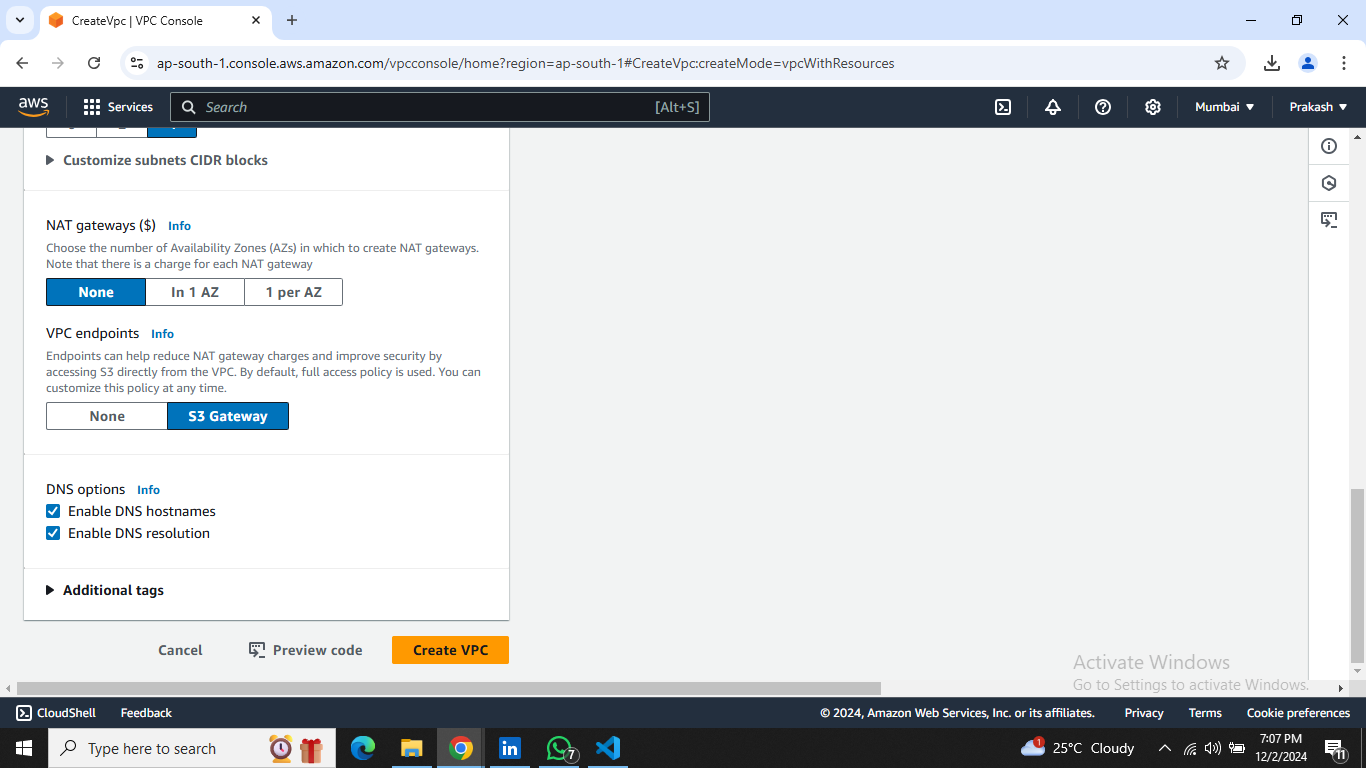 CreateVpc | VPC Console
ap-south-1.console.aws.amazon.com/vpcconsole/home?region=ap-south-1#CreateVpc:createMode=vpcWithResources
aws
Services
Search
[Alt+S]
Mumbai
Prakash
Customize subnets CIDR blocks
NAT gateways ($) Info
Choose the number of Availability Zones (AZs) in which to create NAT gateways.
Note that there is a charge for each NAT gateway
None
In 1 AZ
1 per AZ
VPC endpoints Info
Endpoints can help reduce NAT gateway charges and improve security by
accessing S3 directly from the VPC. By default, full access policy is used. You can
customize this policy at any time.
None
S3 Gateway
DNS options Info
Enable DNS hostnames
Enable DNS resolution
Additional tags
Cancel
Preview code
Create VPC
Activate Windows
Go to Settings to activate Windows.
CloudShell
Feedback
© 2024, Amazon Web Services, Inc. or its affiliates.
Privacy
Terms
Cookie preferences
Type here to search
7
1
25°C Cloudy
7:07 PM
12/2/2024
11